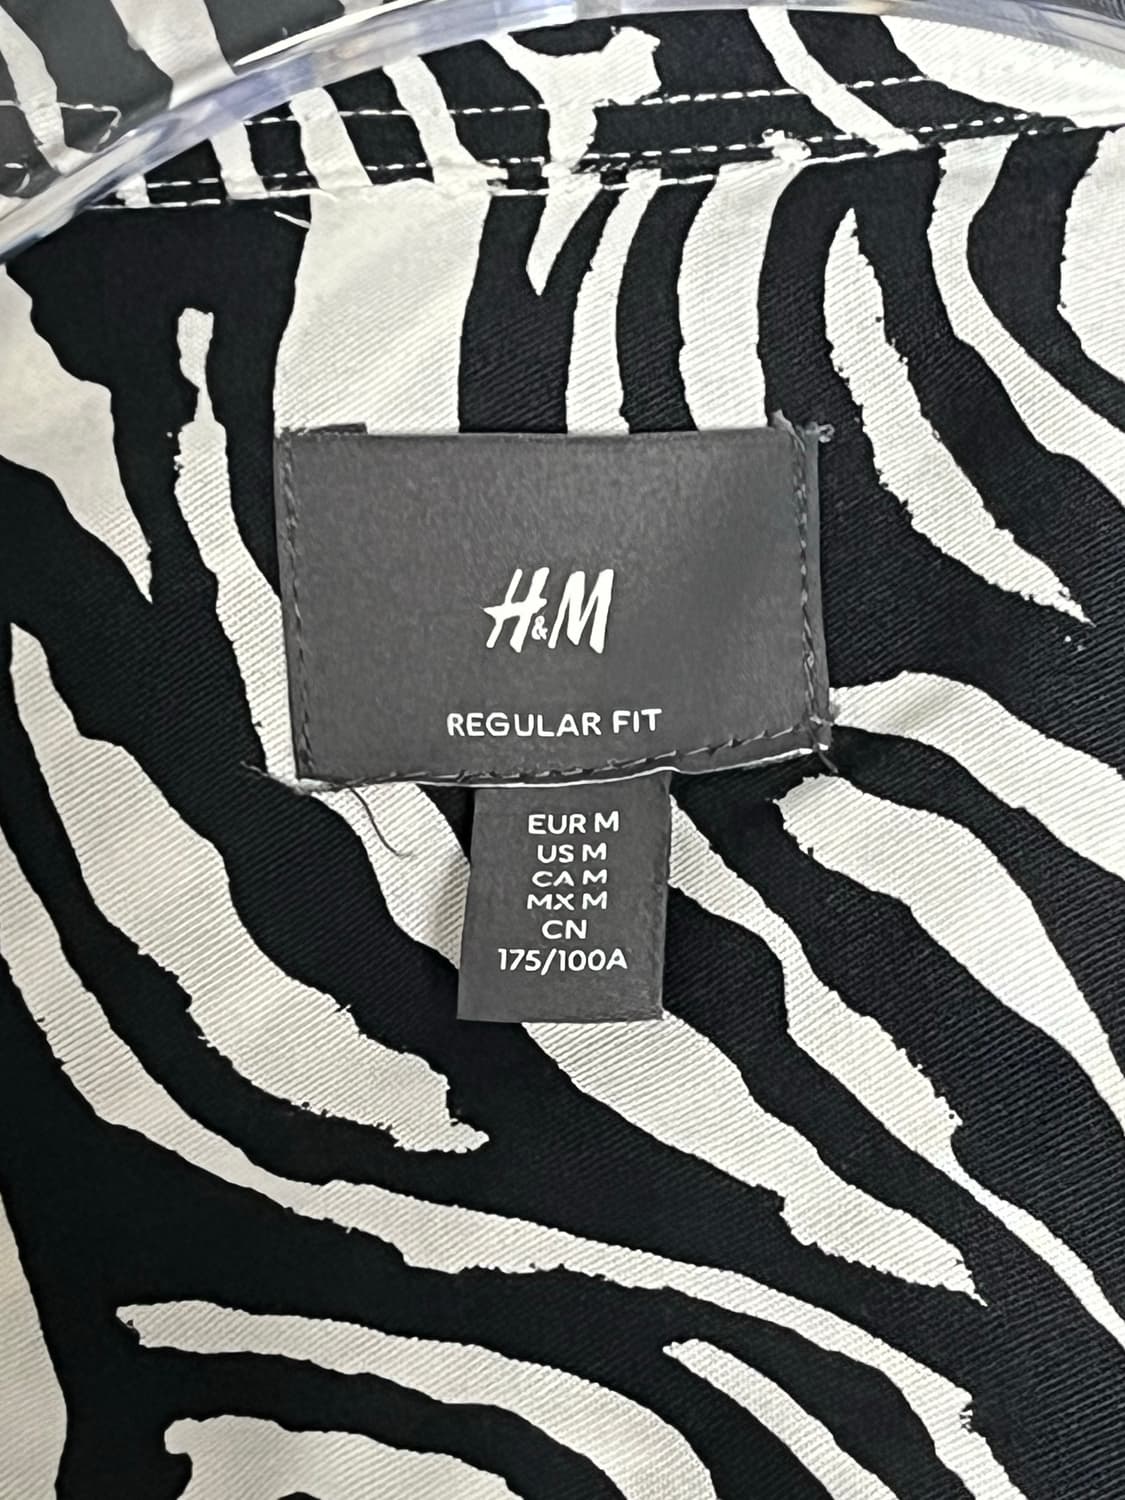 H&M
REGULAR FIT
EUR M
US M
CA M
MX M
CN
175/100A